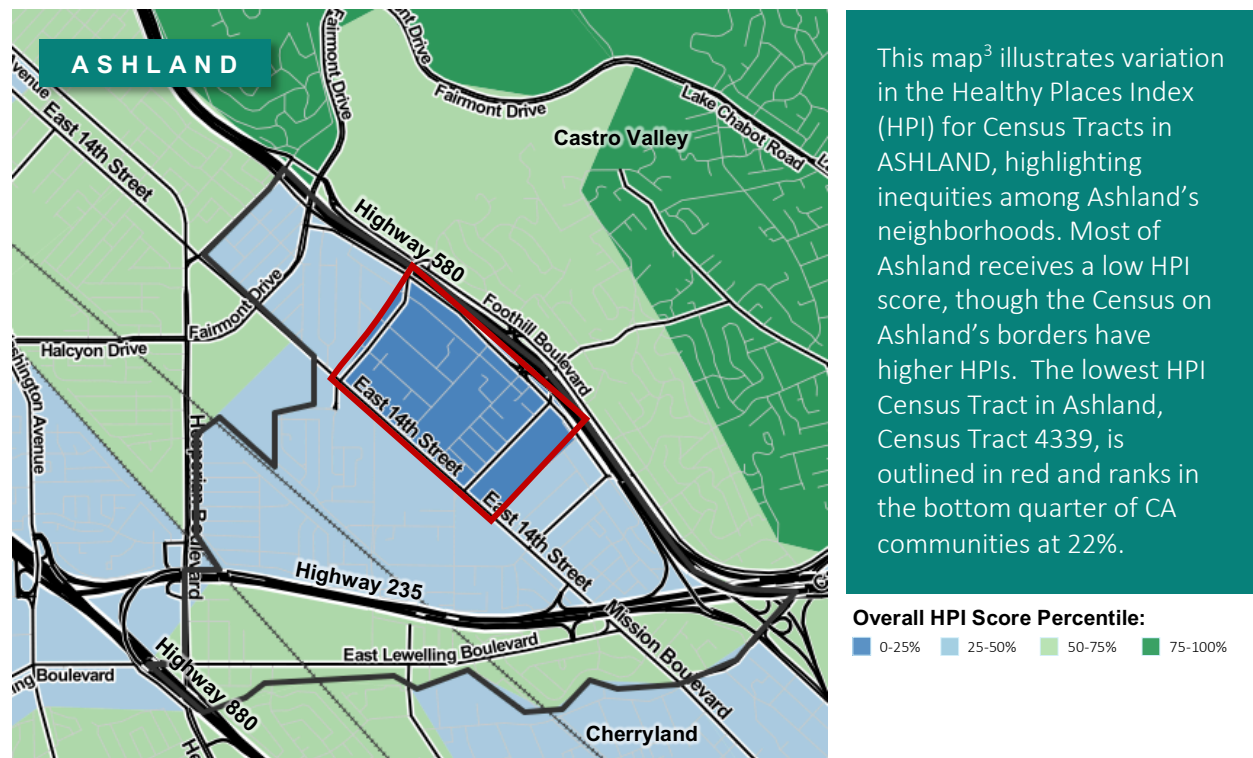 ASHLAND
Avenue
East 14th Street
Fairmont Drive
Fairmont Drive
Lake Chabot Road
Castro Valley
Highway 580
Foothill Boulevard
Fairmont Drive
Halcyon Drive
East 14th Street
East 14th Street
Hesperian Boulevard
Highway 235
Mission Boulevard
East Lewelling Boulevard
Boulevard
Highway 880
Cherryland
This map3 illustrates variation
in the Healthy Places Index
(HPI) for Census Tracts in
ASHLAND, highlighting
inequities among Ashland’s
neighborhoods. Most of
Ashland receives a low HPI
score, though the Census on
Ashland’s borders have
higher HPIs. The lowest HPI
Census Tract in Ashland,
Census Tract 4339, is
outlined in red and ranks in
the bottom quarter of CA
communities at 22%.
Overall HPI Score Percentile:
0-25% 25-50% 50-75% 75-100%